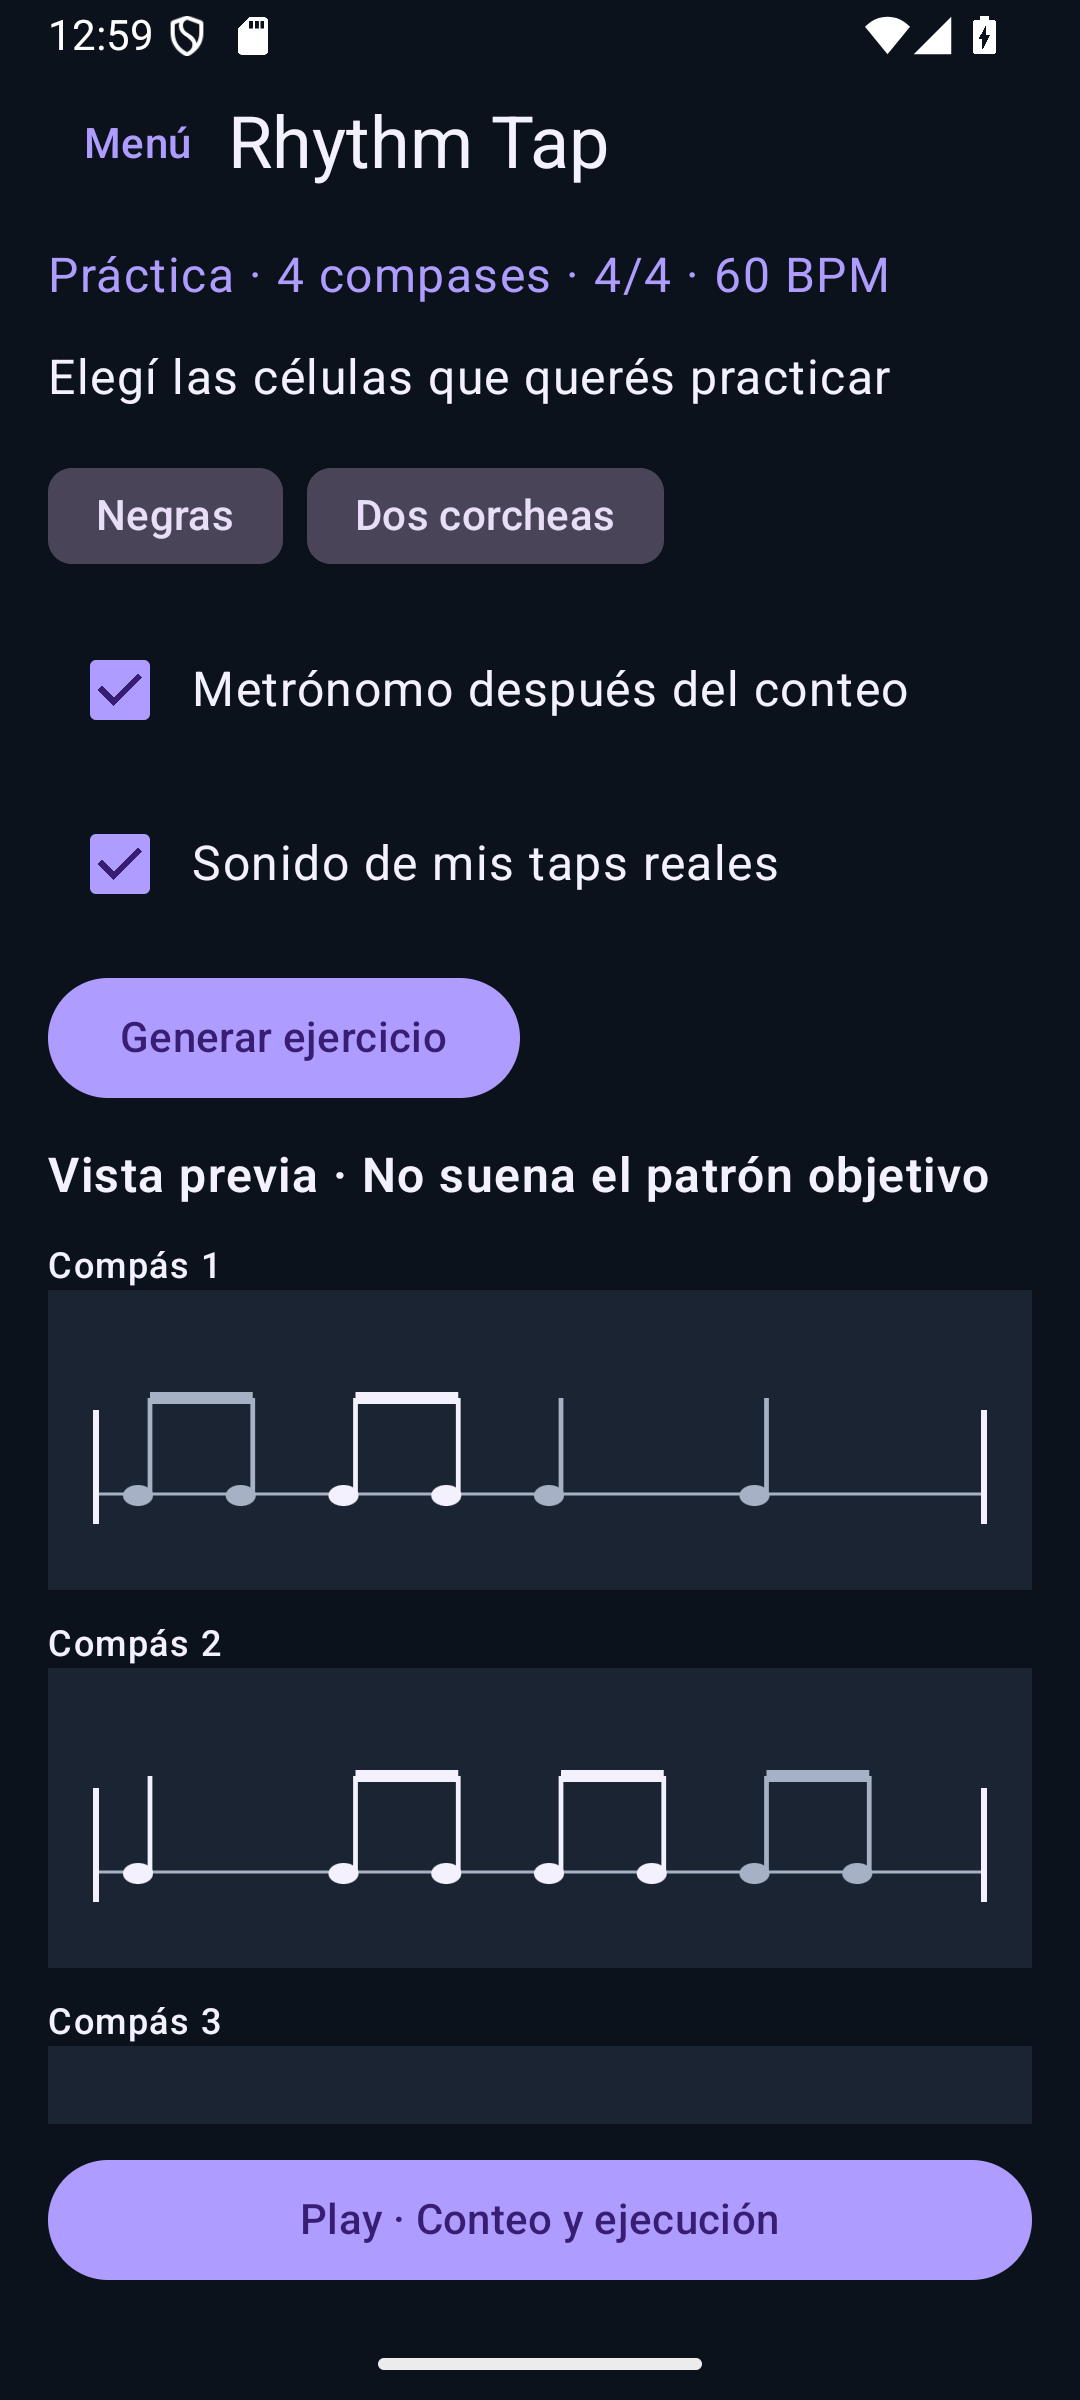 12:59
Menú Rhythm Tap
Práctica · 4 compases · 4/4 · 60 BPM
Elegí las células que querés practicar
Negras Dos corcheas
Metrónomo después del conteo
Sonido de mis taps reales
Generar ejercicio
Vista previa · No suena el patrón objetivo
Compás 1
Compás 2
Compás 3
Play · Conteo y ejecución